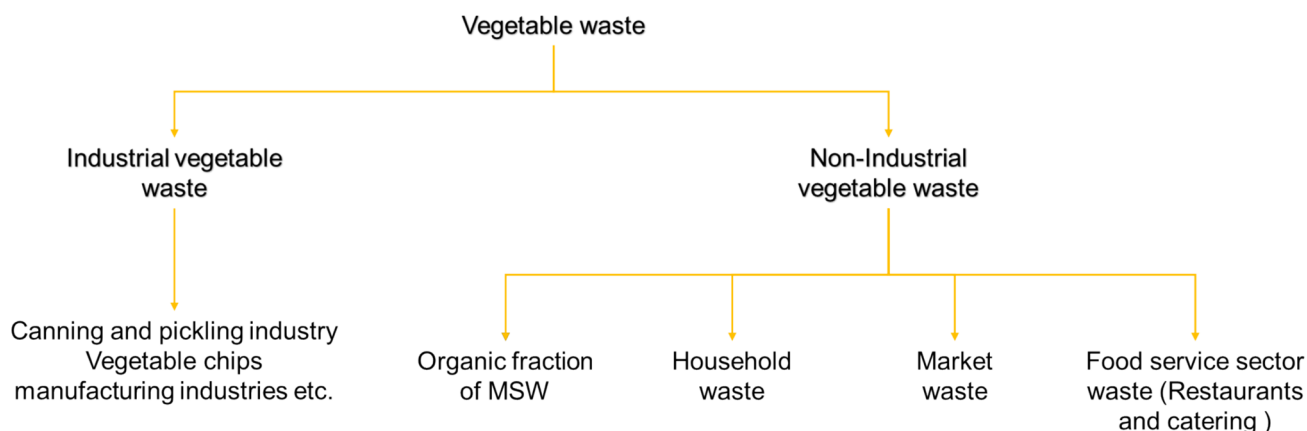 Vegetable waste
Industrial vegetable
waste
Non-Industrial
vegetable waste
Canning and pickling industry
Vegetable chips
manufacturing industries etc.
Organic fraction
of MSW
Household
waste
Market
waste
Food service sector
waste (Restaurants
and catering )